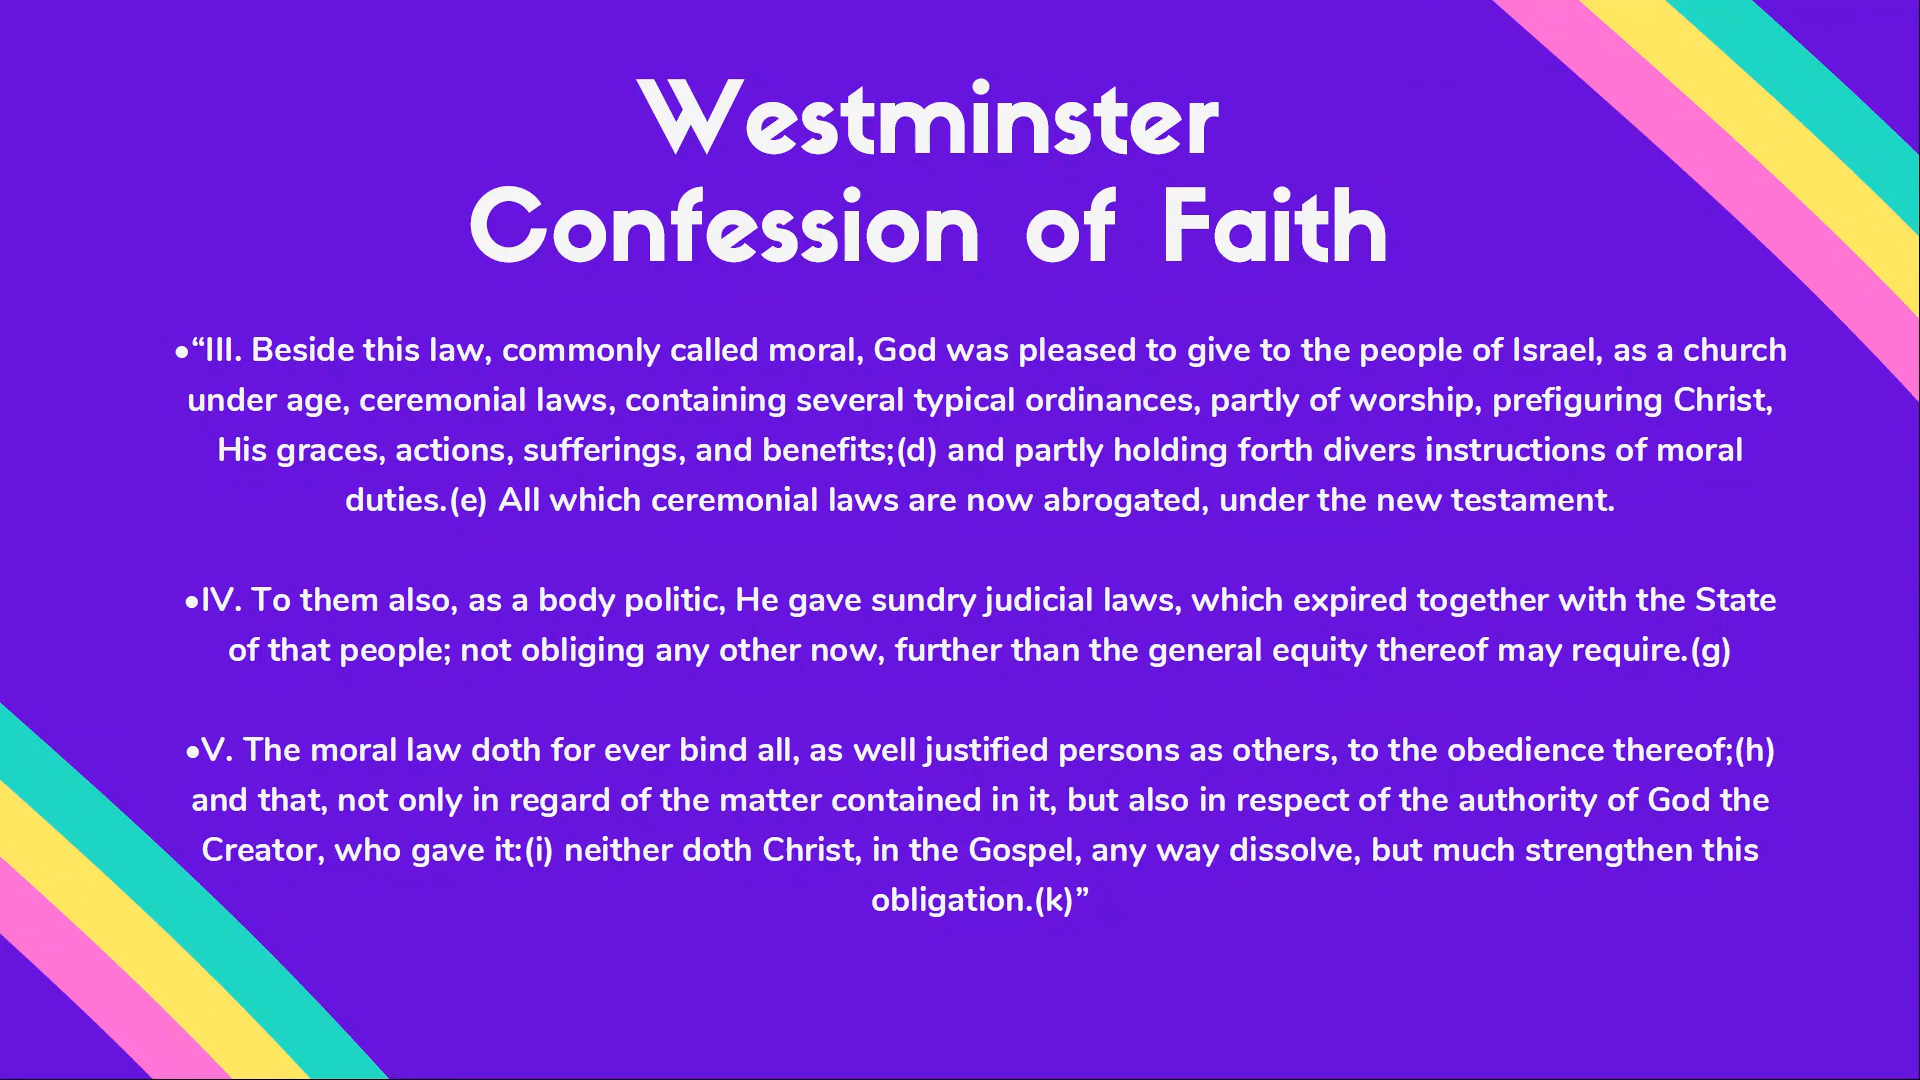 Westminster
Confession of Faith
•“III. Beside this law, commonly called moral, God was pleased to give to the people of Israel, as a church
under age, ceremonial laws, containing several typical ordinances, partly of worship, prefiguring Christ,
His graces, actions, sufferings, and benefits;(d) and partly holding forth divers instructions of moral
duties.(e) All which ceremonial laws are now abrogated, under the new testament.
•IV. To them also, as a body politic, He gave sundry judicial laws, which expired together with the State
of that people; not obliging any other now, further than the general equity thereof may require.(g)
•V. The moral law doth for ever bind all, as well justified persons as others, to the obedience thereof;(h)
and that, not only in regard of the matter contained in it, but also in respect of the authority of God the
Creator, who gave it:(i) neither doth Christ, in the Gospel, any way dissolve, but much strengthen this
obligation.(k)”